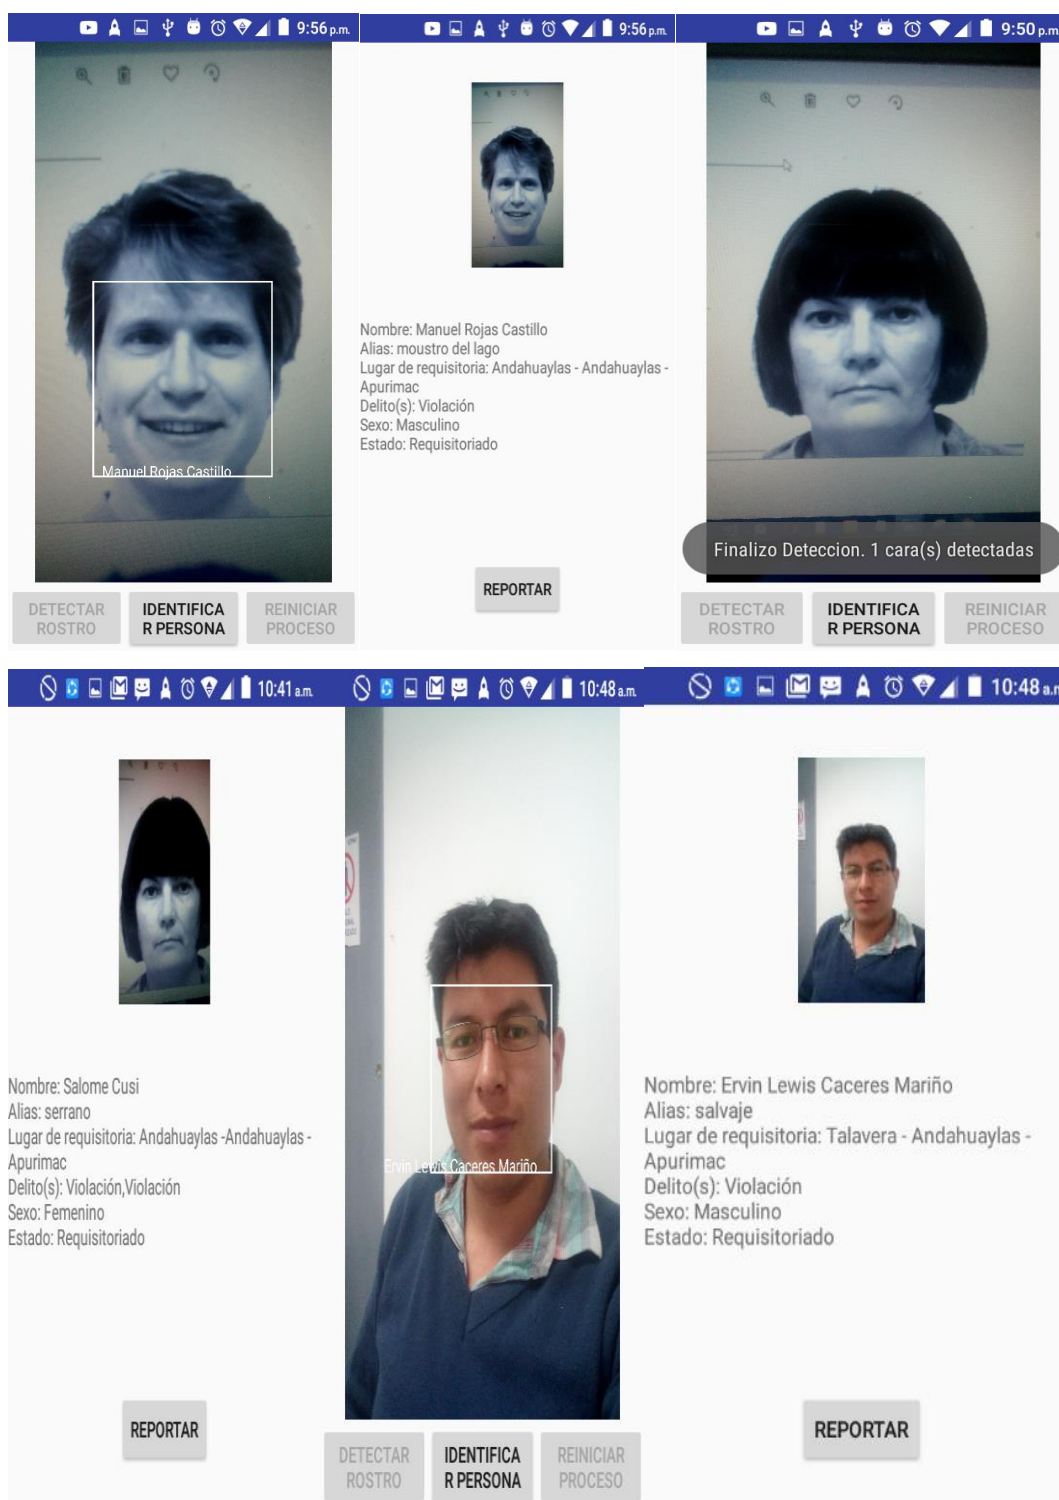 9:56 p.m.
Manuel Rojas Castillo
DETECTAR ROSTRO
IDENTIFICA R PERSONA
REINICIAR PROCESO
9:56 p.m.
Nombre: Manuel Rojas Castillo
Alias: moustro del lago
Lugar de requisitoria: Andahuaylas - Andahuaylas -
Apurimac
Delito(s): Violación
Sexo: Masculino
Estado: Requisitoriado
REPORTAR
9:50 p.m
Finalizo Deteccion. 1 cara(s) detectadas
DETECTAR ROSTRO
IDENTIFICA R PERSONA
REINICIAR PROCESO
10:41 a.m.
Nombre: Salome Cusi
Alias: serrano
Lugar de requisitoria: Andahuaylas -Andahuaylas -
Apurimac
Delito(s): Violación,Violación
Sexo: Femenino
Estado: Requisitoriado
REPORTAR
10:48 a.m.
Ervin Lewis Caceres Mariño
DETECTAR ROSTRO
IDENTIFICA R PERSONA
REINICIAR PROCESO
10:48 a.m
Nombre: Ervin Lewis Caceres Mariño
Alias: salvaje
Lugar de requisitoria: Talavera - Andahuaylas -
Apurimac
Delito(s): Violación
Sexo: Masculino
Estado: Requisitoriado
REPORTAR